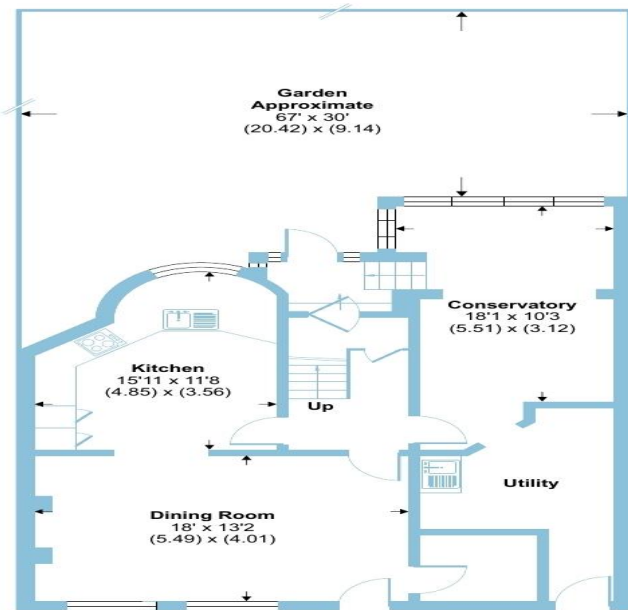 Garden
Approximate
67' x 30'
(20.42) x (9.14)
Conservatory
18'1 x 10'3
(5.51) x (3.12)
Kitchen
15'11 x 11'8
(4.85) x (3.56)
Up
Utility
Dining Room
18' x 13'2
(5.49) x (4.01)